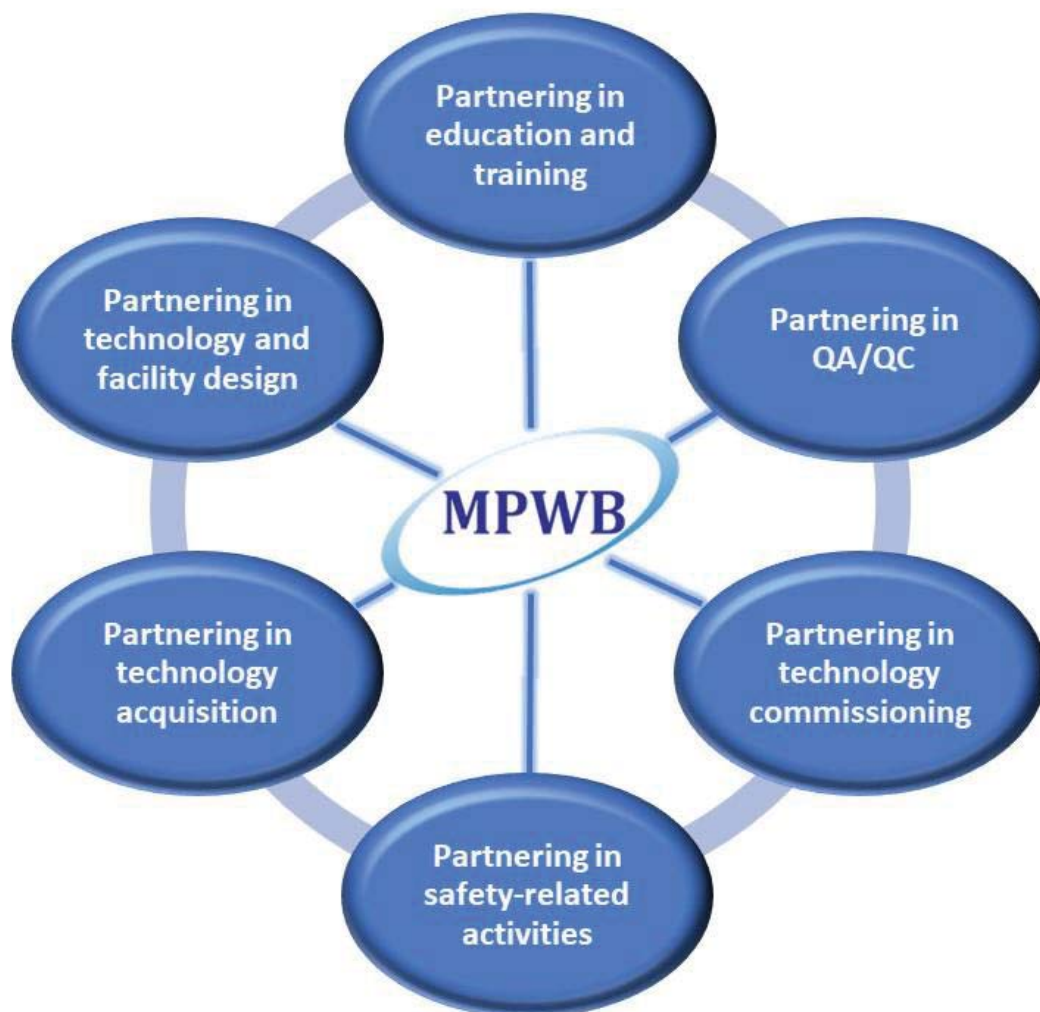 Partnering in
education and
training
Partnering in
technology and
facility design
Partnering in
QA/QC
MPWB
Partnering in
technology
acquisition
Partnering in
technology
commissioning
Partnering in
safety-related
activities